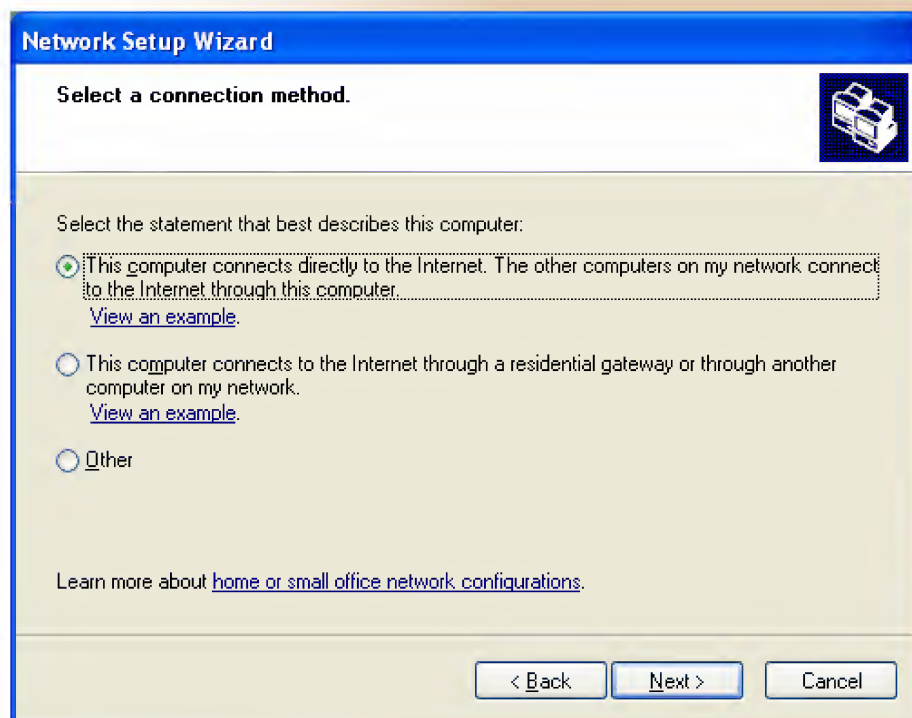 Network Setup Wizard
Select a connection method.
Select the statement that best describes this computer:
This computer connects directly to the Internet. The other computers on my network connect
to the Internet through this computer.
View an example.
This computer connects to the Internet through a residential gateway or through another
computer on my network.
View an example.
Other
Learn more about home or small office network configurations.
< Back Next > Cancel